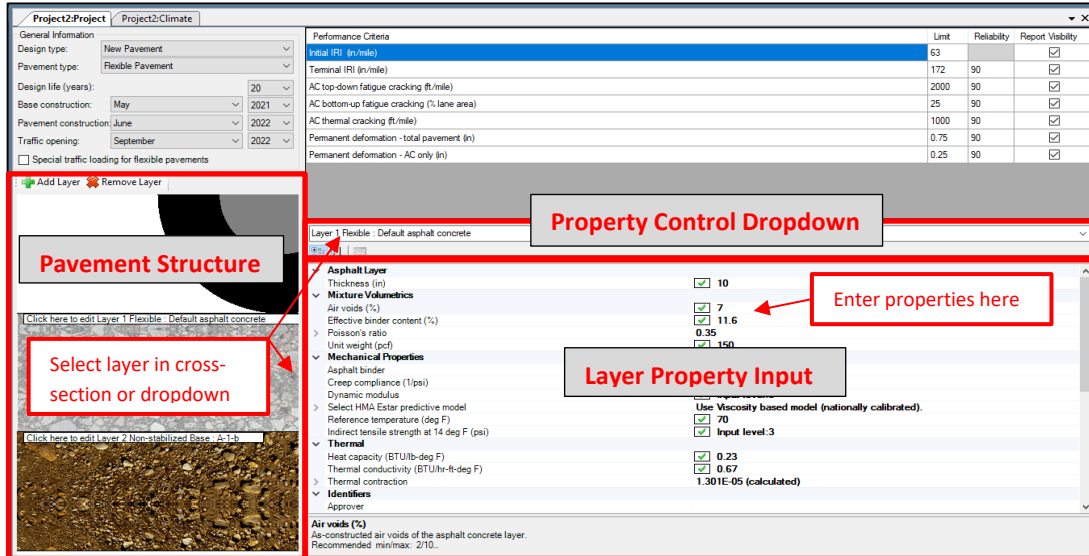 Project2:Project Project2:Climate
General Information
Design type: New Pavement
Pavement type: Flexible Pavement
Design life (years): 20
Base construction: May 2021
Pavement construction: June 2022
Traffic opening: September 2022
Special traffic loading for flexible pavements
Add Layer Remove Layer
Pavement Structure
Click here to edit Layer 1 Flexible : Default asphalt concrete
Select layer in cross-
section or dropdown
Click here to edit Layer 2 Non-stabilized Base : A-1-b
Performance Criteria Limit Reliability Report Visibility
Initial IRI (in/mile) 63
Terminal IRI (in/mile) 172 90
AC top-down fatigue cracking (ft/mile) 2000 90
AC bottom-up fatigue cracking (% lane area) 25 90
AC thermal cracking (ft/mile) 1000 90
Permanent deformation - total pavement (in) 0.75 90
Permanent deformation - AC only (in) 0.25 90
Property Control Dropdown
Layer 1 Flexible : Default asphalt concrete
Asphalt Layer
Thickness (in) 10
Mixture Volumetrics
Air voids (%) 7
Effective binder content (%) 11.6
Poisson's ratio 0.35
Unit weight (pcf) 150
Enter properties here
Mechanical Properties
Asphalt binder
Creep compliance (1/psi)
Dynamic modulus
Layer Property Input
Select HMA Estar predictive model Use Viscosity based model (nationally calibrated).
Reference temperature (deg F) 70
Indirect tensile strength at 14 deg F (psi) Input level:3
Thermal
Heat capacity (BTU/lb-deg F) 0.23
Thermal conductivity (BTU/hr-ft-deg F) 0.67
Thermal contraction 1.301E-05 (calculated)
Identifiers
Approver
Air voids (%)
As-constructed air voids of the asphalt concrete layer.
Recommended min/max: 2/10...